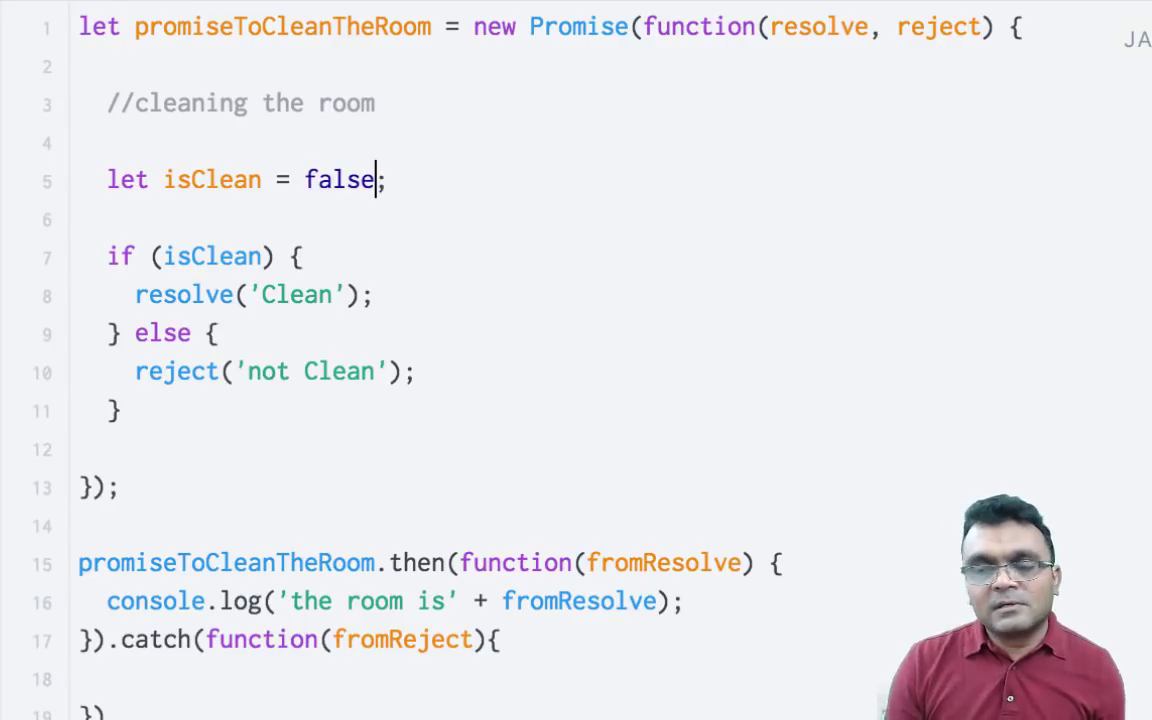 1 let promiseToCleanTheRoom = new Promise(function(resolve, reject) {
JA
2
3 //cleaning the room
4
5 let isClean = false;
6
7 if (isClean) {
8 resolve('Clean');
9 } else {
10 reject('not Clean');
11 }
12
13 });
14
15 promiseToCleanTheRoom.then(function(fromResolve) {
16 console.log('the room is' + fromResolve);
17 }).catch(function(fromReject){
18
19 })